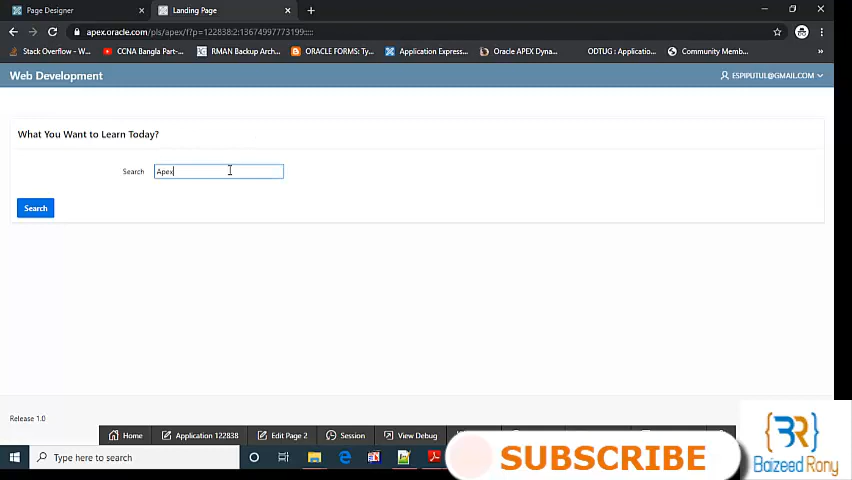 Page Designer
Landing Page
apex.oracle.com/pls/apex/f?p=122838:2:13674997773199:::::
Stack Overflow - W...
CCNA Bangla Part-...
RMAN Backup Arch...
ORACLE FORMS: Ty...
Application Express...
Oracle APEX Dyna...
ODTUG : Applicatio...
Community Memb...
Web Development
ESPIPUTUL@GMAIL.COM
What You Want to Learn Today?
Search
Apex
Search
Release 1.0
Home
Application 122838
Edit Page 2
Session
View Debug
Type here to search
SUBSCRIBE
Baizeed Rony